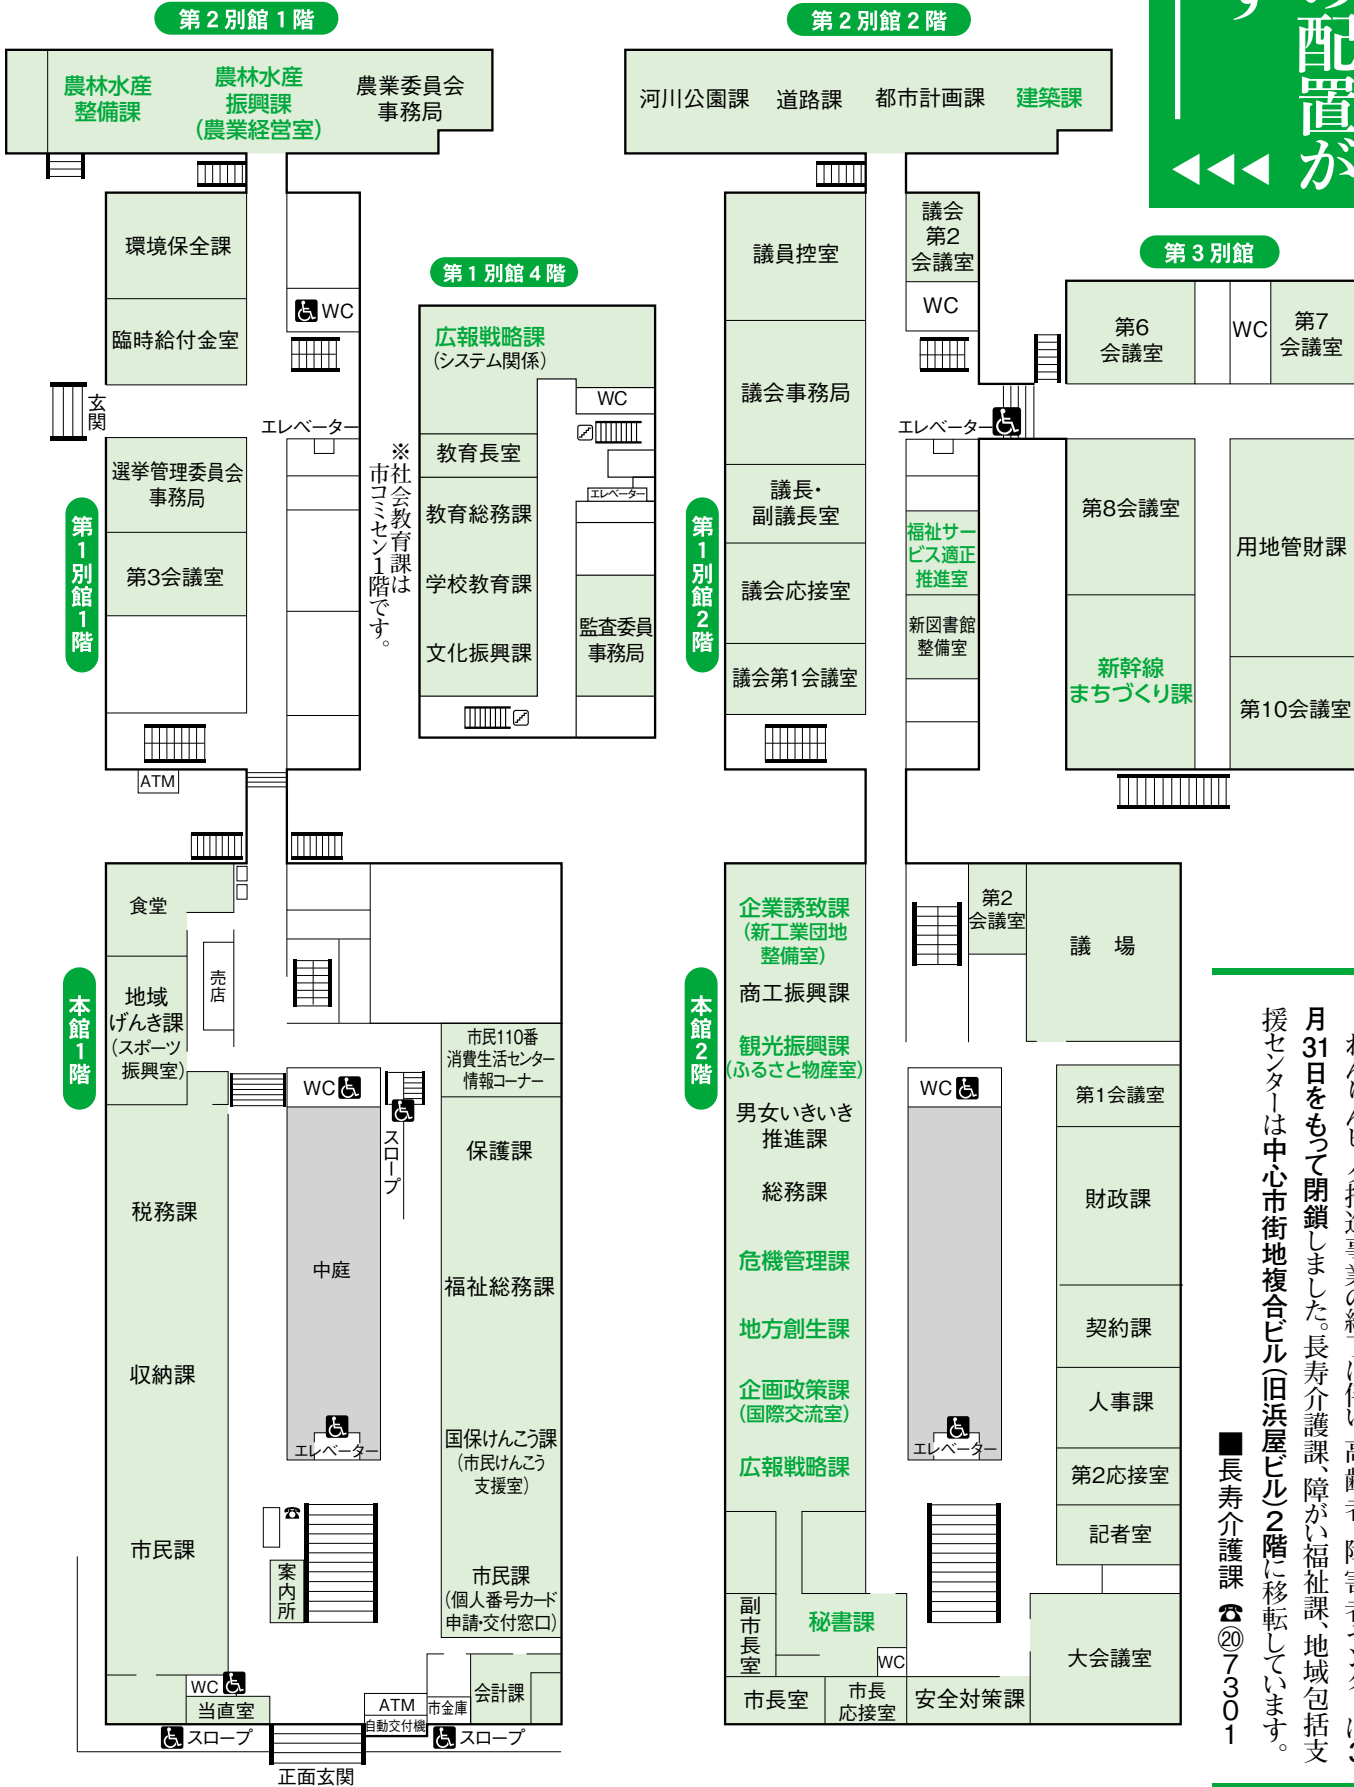 の配置が
す
◀◀◀
第2別館1階
農林水産
整備課
農林水産
振興課
(農業経営室)
農業委員会
事務局
第2別館2階
河川公園課
道路課
都市計画課
建築課
第1別館1階
環境保全課
臨時給付金室
WC
玄関
エレベーター
選挙管理委員会
事務局
第3会議室
ATM
第1別館4階
広報戦略課
(システム関係)
WC
教育長室
エレベーター
教育総務課
学校教育課
文化振興課
監査委員
事務局
※社会教育課は
市コミセン1階です。
第1別館2階
議員控室
議会
第2
会議室
WC
議会事務局
エレベーター
議長・
副議長室
福祉サー
ビス適正
推進室
議会応接室
新図書館
整備室
議会第1会議室
第3別館
第6
会議室
WC
第7
会議室
第8会議室
用地管財課
新幹線
まちづくり課
第10会議室
本館1階
食堂
売店
地域
げんき課
(スポーツ
振興室)
市民110番
消費生活センター
情報コーナー
WC
スロープ
保護課
税務課
中庭
福祉総務課
収納課
エレベーター
国保けんこう課
(市民けんこう
支援室)
市民課
☎
案内所
市民課
(個人番号カード
申請・交付窓口)
WC
当直室
ATM
自動交付機
市金庫
会計課
スロープ
スロープ
正面玄関
本館2階
企業誘致課
(新工業団地
整備室)
第2
会議室
議 場
商工振興課
観光振興課
(ふるさと物産室)
WC
第1会議室
男女いきいき
推進課
総務課
財政課
危機管理課
地方創生課
契約課
企画政策課
(国際交流室)
人事課
エレベーター
広報戦略課
第2応接室
記者室
副市長室
秘書課
WC
大会議室
市長室
市長
応接室
安全対策課
月31日をもって閉鎖しました。長寿介護課、障がい福祉課、地域包括支
援センターは中心市街地複合ビル(旧浜屋ビル)2階に移転しています。
■長寿介護課 ☎⑳7301